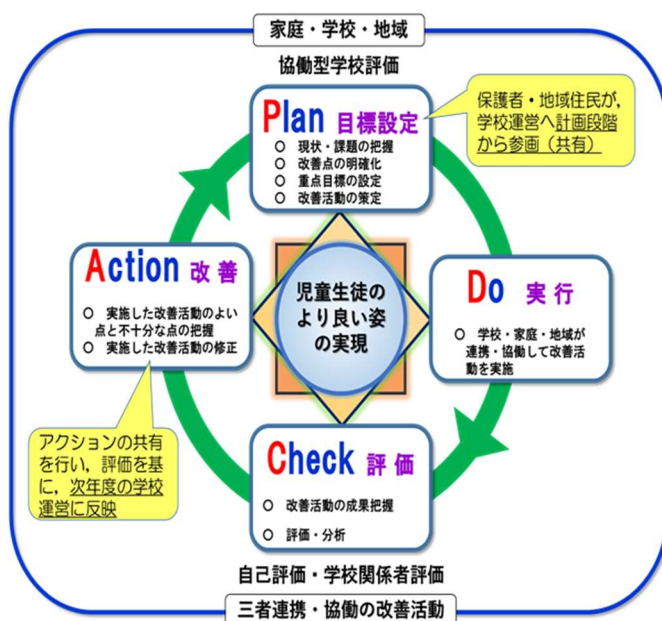 家庭・学校・地域
協働型学校評価
Plan 目標設定
○ 現状・課題の把握
○ 改善点の明確化
○ 重点目標の設定
○ 改善活動の策定
保護者・地域住民が，
学校運営へ計画段階
から参画（共有）
Action 改善
○ 実施した改善活動のよい
点と不十分な点の把握
○ 実施した改善活動の修正
児童生徒の
より良い姿
の実現
Do 実行
○ 学校・家庭・地域が
連携・協働して改善活
動を実施
アクションの共有
を行い，評価を基
に，次年度の学校
運営に反映
Check 評価
○ 改善活動の成果把握
○ 評価・分析
自己評価・学校関係者評価
三者連携・協働の改善活動